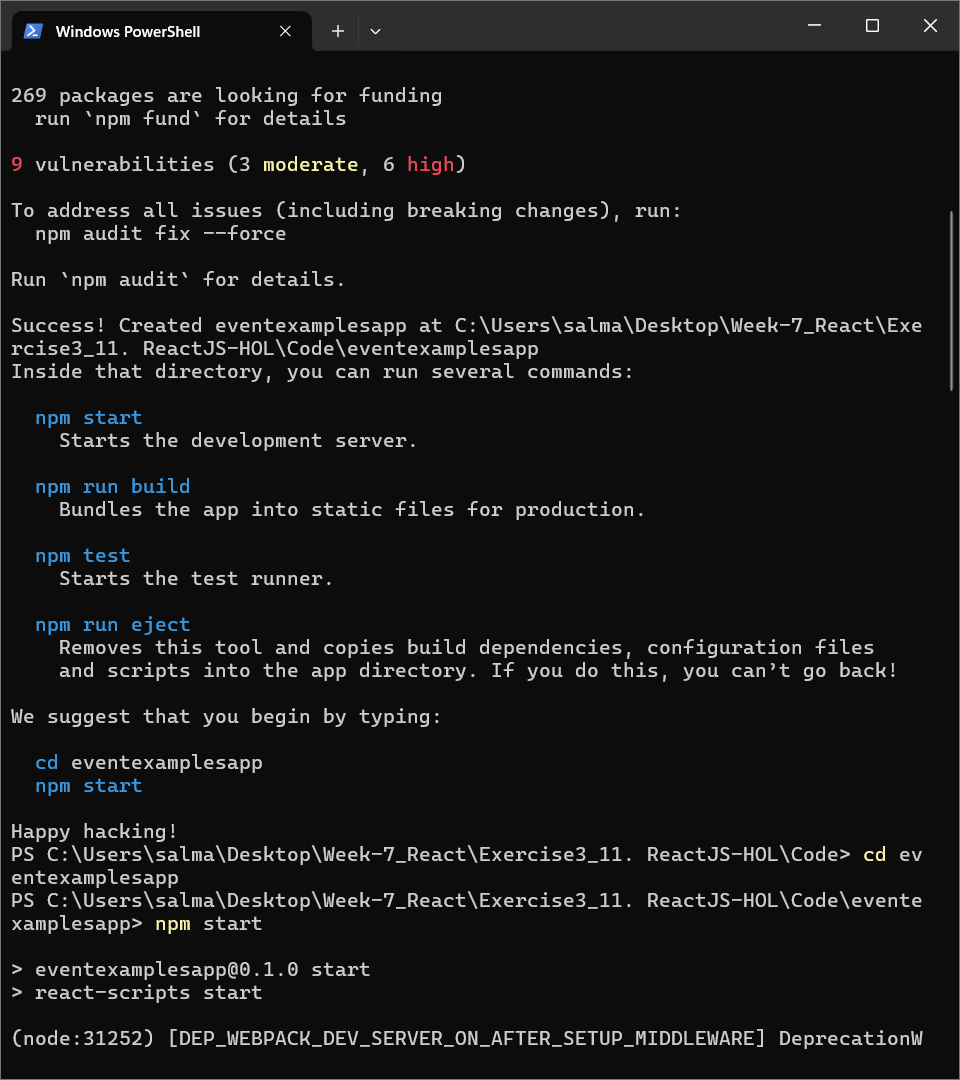 Windows PowerShell
269 packages are looking for funding
  run `npm fund` for details
9 vulnerabilities (3 moderate, 6 high)
To address all issues (including breaking changes), run:
  npm audit fix --force
Run `npm audit` for details.
Success! Created eventexamplesapp at C:\Users\salma\Desktop\Week-7_React\Exe
rcise3_11. ReactJS-HOL\Code\eventexamplesapp
Inside that directory, you can run several commands:
  npm start
    Starts the development server.
  npm run build
    Bundles the app into static files for production.
  npm test
    Starts the test runner.
  npm run eject
    Removes this tool and copies build dependencies, configuration files
    and scripts into the app directory. If you do this, you can’t go back!
We suggest that you begin by typing:
  cd eventexamplesapp
  npm start
Happy hacking!
PS C:\Users\salma\Desktop\Week-7_React\Exercise3_11. ReactJS-HOL\Code> cd ev
entexamplesapp
PS C:\Users\salma\Desktop\Week-7_React\Exercise3_11. ReactJS-HOL\Code\evente
xamplesapp> npm start
> eventexamplesapp@0.1.0 start
> react-scripts start
(node:31252) [DEP_WEBPACK_DEV_SERVER_ON_AFTER_SETUP_MIDDLEWARE] DeprecationW